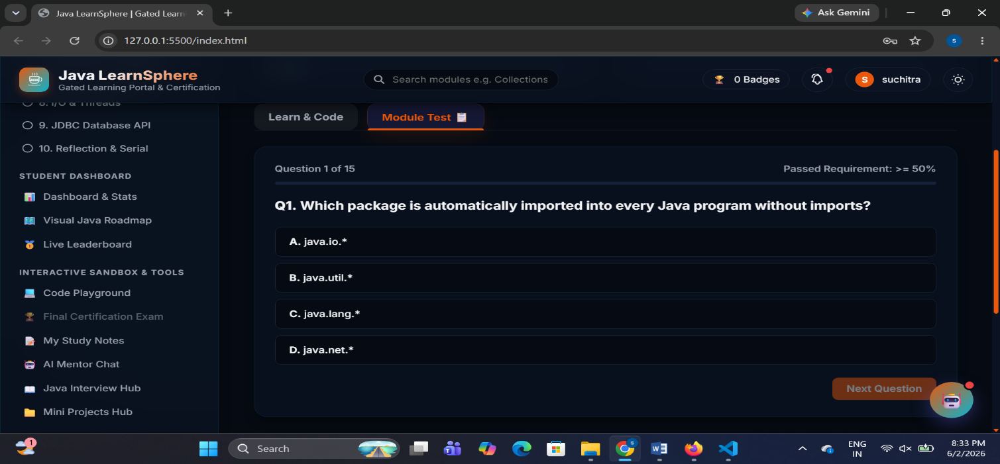 Java LearnSphere | Gated Learn
Ask Gemini
127.0.0.1:5500/index.html
S
Java LearnSphere
Gated Learning Portal & Certification
Search modules e.g. Collections
0 Badges
S
suchitra
8. I/O & Threads
9. JDBC Database API
10. Reflection & Serial
STUDENT DASHBOARD
Dashboard & Stats
Visual Java Roadmap
Live Leaderboard
INTERACTIVE SANDBOX & TOOLS
Code Playground
Final Certification Exam
My Study Notes
AI Mentor Chat
Java Interview Hub
Mini Projects Hub
Learn & Code
Module Test
Question 1 of 15
Passed Requirement: >= 50%
Q1. Which package is automatically imported into every Java program without imports?
A. java.io.*
B. java.util.*
C. java.lang.*
D. java.net.*
Next Question
1
Search
ENG
IN
8:33 PM
6/2/2026